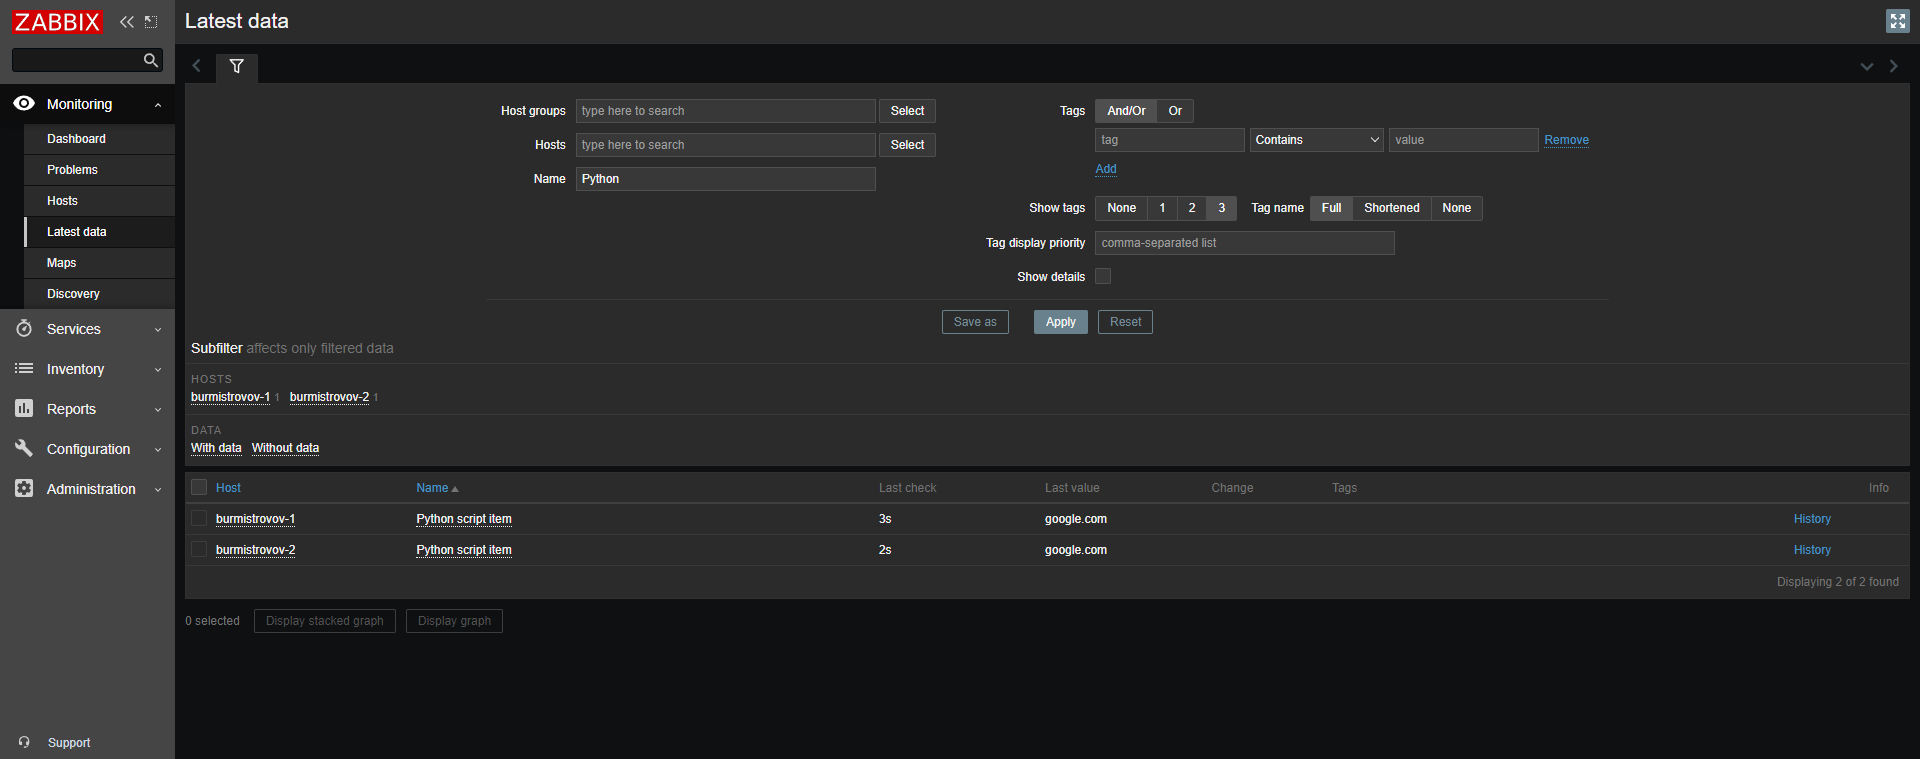 ZABBIX
Latest data
Monitoring
Dashboard
Problems
Hosts
Latest data
Maps
Discovery
Services
Inventory
Reports
Configuration
Administration
Support
Host groups type here to search Select
Hosts type here to search Select
Name Python
Tags And/Or Or
tag Contains value Remove
Add
Show tags None 1 2 3 Tag name Full Shortened None
Tag display priority comma-separated list
Show details
Save as Apply Reset
Subfilter affects only filtered data
HOSTS
burmistrovov-1 1 burmistrovov-2 1
DATA
With data Without data
Host Name Last check Last value Change Tags Info
burmistrovov-1 Python script item 3s google.com History
burmistrovov-2 Python script item 2s google.com History
Displaying 2 of 2 found
0 selected Display stacked graph Display graph